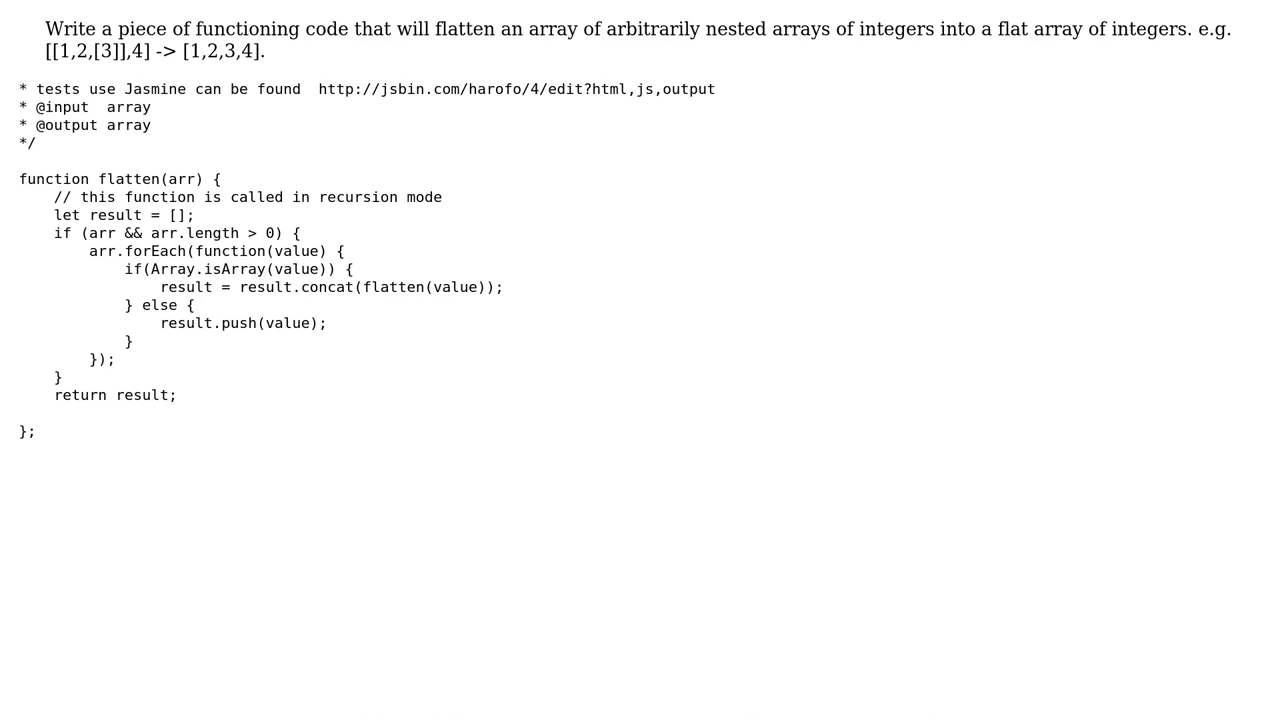 Write a piece of functioning code that will flatten an array of arbitrarily nested arrays of integers into a flat array of integers. e.g.
[[1,2,[3]],4] -> [1,2,3,4].
* tests use Jasmine can be found  http://jsbin.com/harofo/4/edit?html,js,output
* @input  array
* @output array
*/
function flatten(arr) {
    // this function is called in recursion mode
    let result = [];
    if (arr && arr.length > 0) {
        arr.forEach(function(value) {
            if(Array.isArray(value)) {
                result = result.concat(flatten(value));
            } else {
                result.push(value);
            }
        });
    }
    return result;
};